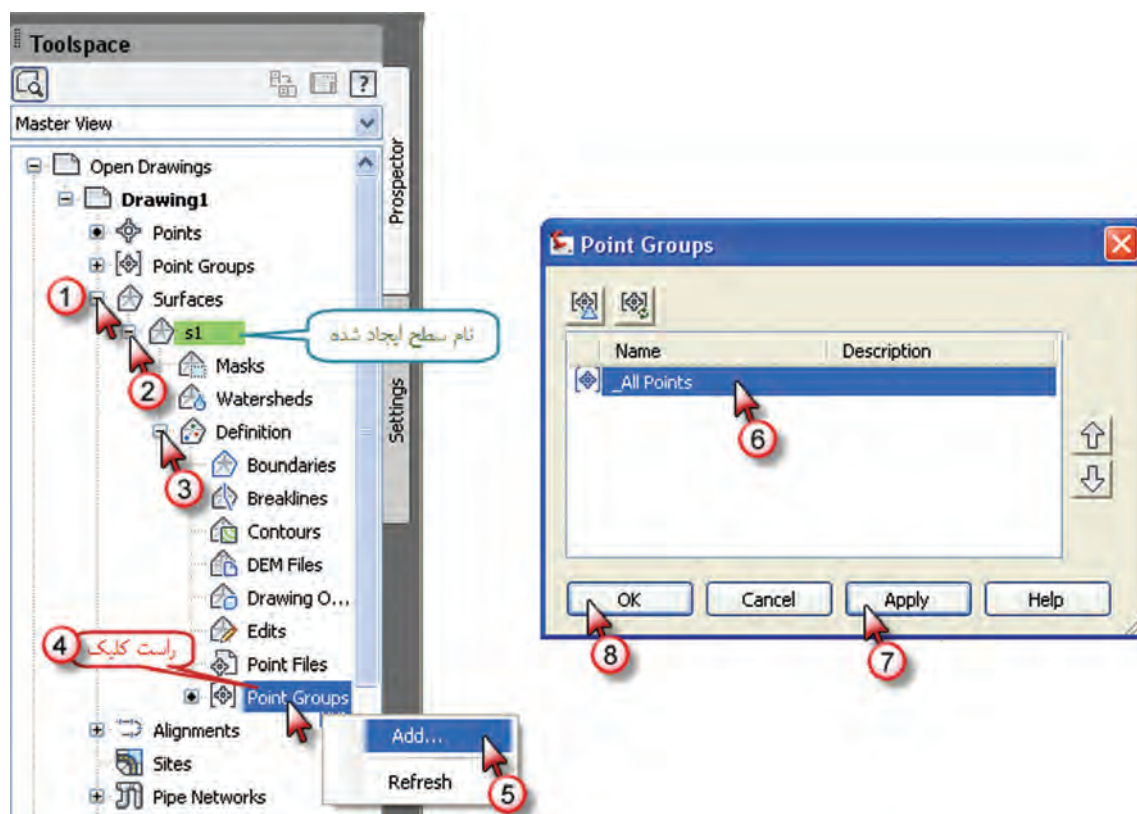 Toolspace
Master View
Open Drawings
Drawing1
Points
Point Groups
1
Surfaces
s1
نام سطح ایجاد شده
2
Masks
Watersheds
Definition
3
Boundaries
Breaklines
Contours
DEM Files
Drawing O...
Edits
Point Files
4
راست کلیک
Point Groups
Add...
Refresh
5
Alignments
Sites
Pipe Networks
Prospector
Settings
Point Groups
Name Description
_All Points
6
OK Cancel Apply Help
8
7